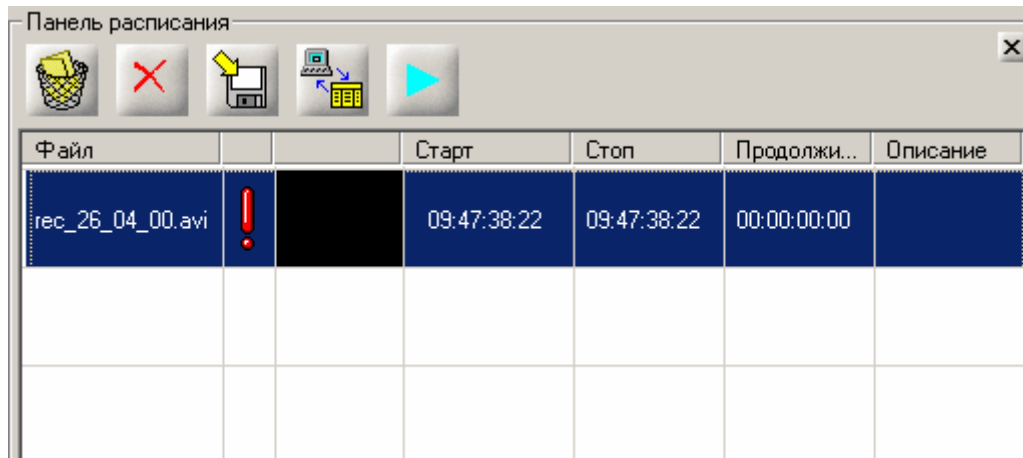 Панель расписания
Файл Старт Стоп Продолжи... Описание
rec_26_04_00.avi 09:47:38:22 09:47:38:22 00:00:00:00